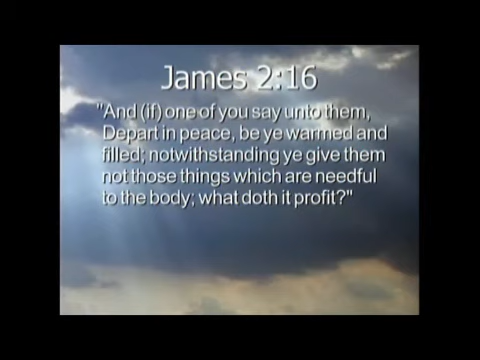 James 2:16
"And (if) one of you say unto them,
Depart in peace, be ye warmed and
filled; notwithstanding ye give them
not those things which are needful
to the body; what doth it profit?"